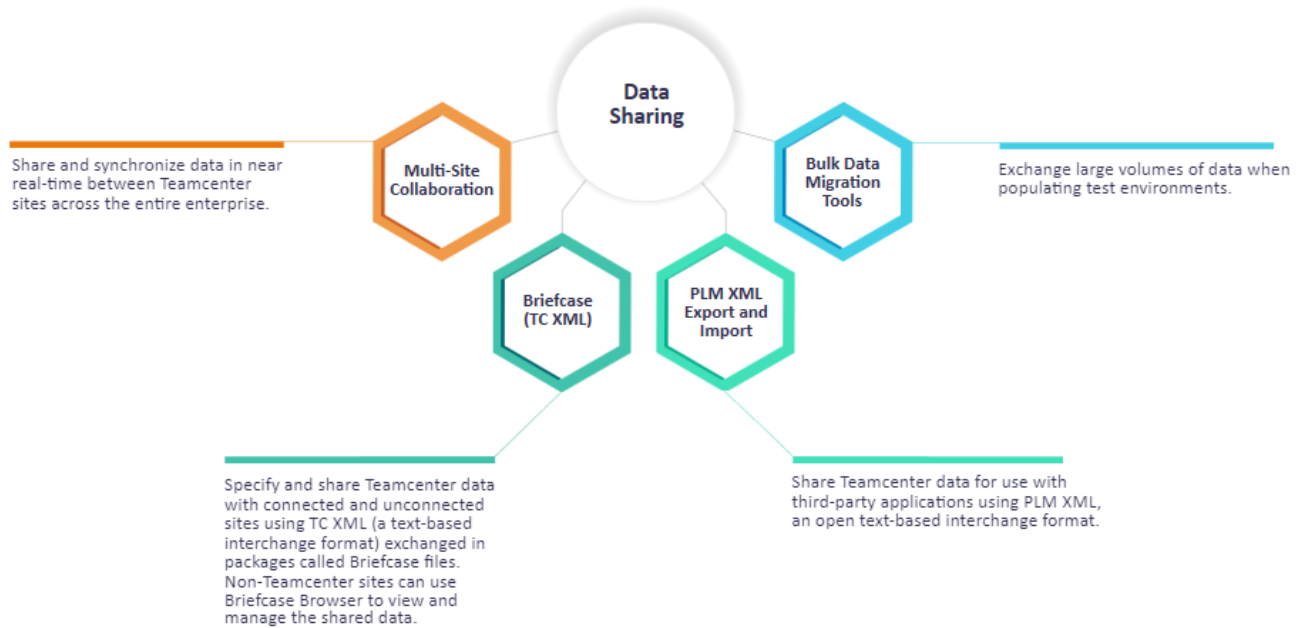 Data
Sharing
Multi-Site
Collaboration
Share and synchronize data in near
real-time between Teamcenter
sites across the entire enterprise.
Briefcase
(TC XML)
Specify and share Teamcenter data
with connected and unconnected
sites using TC XML (a text-based
interchange format) exchanged in
packages called Briefcase files.
Non-Teamcenter sites can use
Briefcase Browser to view and
manage the shared data.
PLM XML
Export and
Import
Share Teamcenter data for use with
third-party applications using PLM XML,
an open text-based interchange format.
Bulk Data
Migration
Tools
Exchange large volumes of data when
populating test environments.